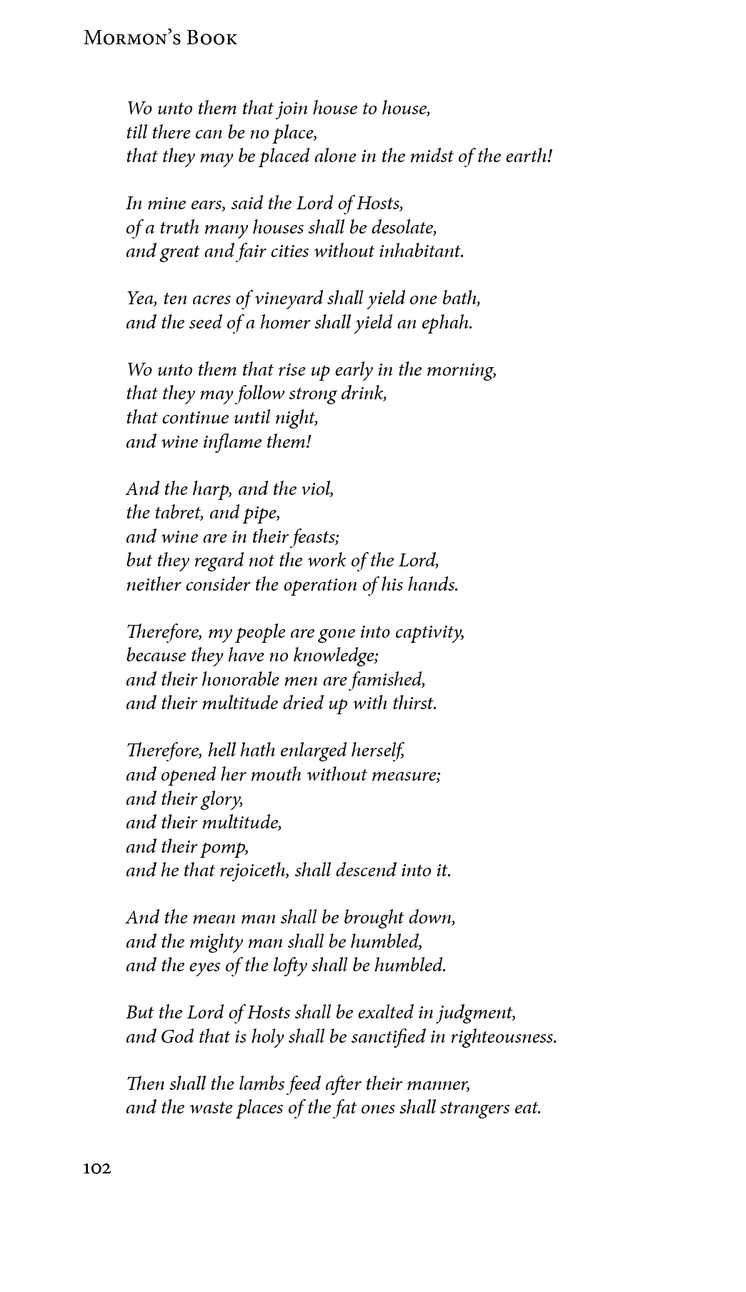 Mormon's Book
Wo unto them that join house to house,
till there can be no place,
that they may be placed alone in the midst of the earth!
In mine ears, said the Lord of Hosts,
of a truth many houses shall be desolate,
and great and fair cities without inhabitant.
Yea, ten acres of vineyard shall yield one bath,
and the seed of a homer shall yield an ephah.
Wo unto them that rise up early in the morning,
that they may follow strong drink,
that continue until night,
and wine inflame them!
And the harp, and the viol,
the tabret, and pipe,
and wine are in their feasts;
but they regard not the work of the Lord,
neither consider the operation of his hands.
Therefore, my people are gone into captivity,
because they have no knowledge;
and their honorable men are famished,
and their multitude dried up with thirst.
Therefore, hell hath enlarged herself,
and opened her mouth without measure;
and their glory,
and their multitude,
and their pomp,
and he that rejoiceth, shall descend into it.
And the mean man shall be brought down,
and the mighty man shall be humbled,
and the eyes of the lofty shall be humbled.
But the Lord of Hosts shall be exalted in judgment,
and God that is holy shall be sanctified in righteousness.
Then shall the lambs feed after their manner,
and the waste places of the fat ones shall strangers eat.
102